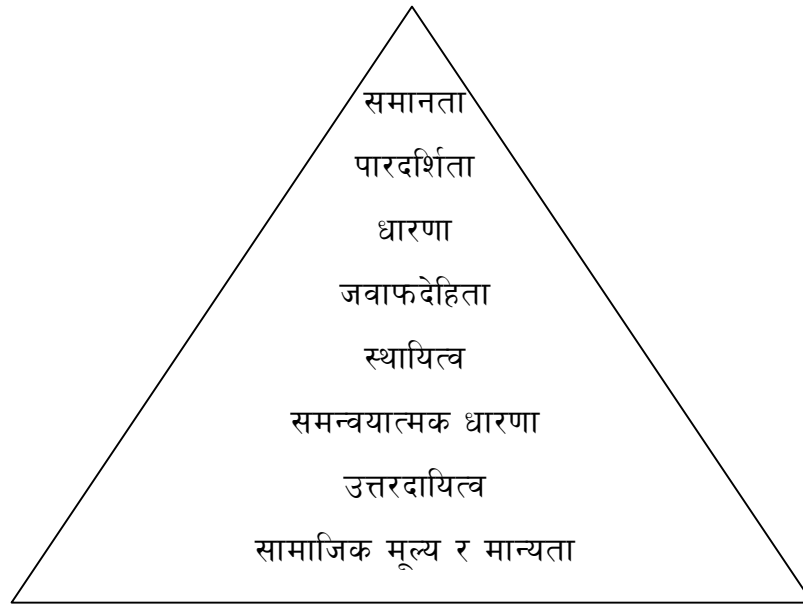 समानता
पारदर्शिता
धारणा
जवाफदेहिता
स्थायित्व
समन्वयात्मक धारणा
उत्तरदायित्व
सामाजिक मूल्य र मान्यता